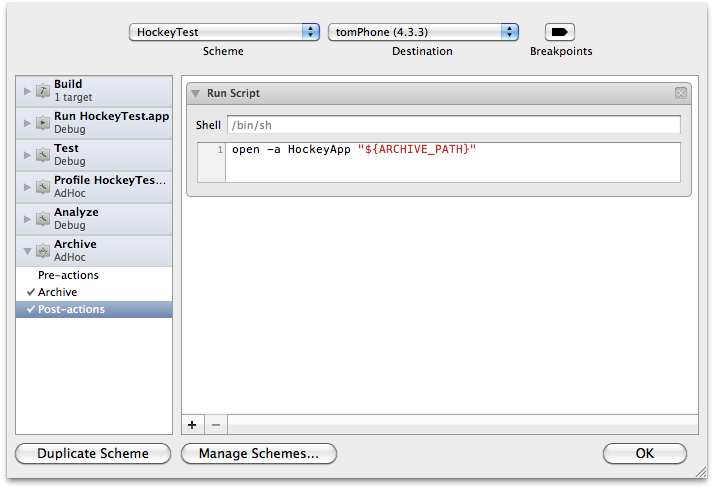 HockeyTest
tomPhone (4.3.3)
Scheme
Destination
Breakpoints
Build
1 target
Run HockeyTest.app
Debug
Test
Debug
Profile HockeyTes...
AdHoc
Analyze
Debug
Archive
AdHoc
Pre-actions
Archive
Post-actions
Run Script
Shell
/bin/sh
1
open -a HockeyApp "${ARCHIVE_PATH}"
+
−
Duplicate Scheme
Manage Schemes...
OK